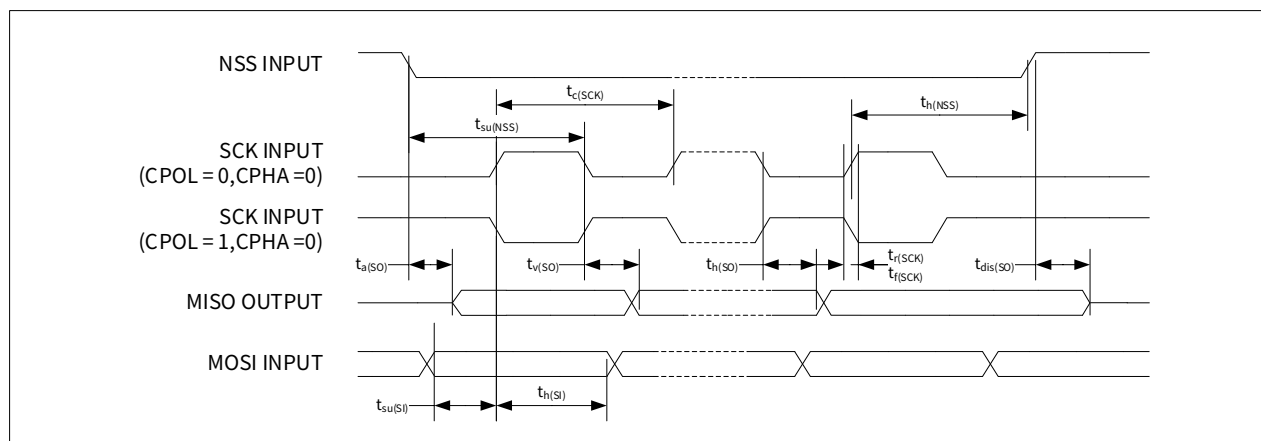 NSS INPUT
tc(SCK)
th(NSS)
tsu(NSS)
SCK INPUT
(CPOL = 0,CPHA =0)
SCK INPUT
(CPOL = 1,CPHA =0)
ta(SO)
tv(SO)
th(SO)
tr(SCK)
tf(SCK)
tdis(SO)
MISO OUTPUT
MOSI INPUT
tsu(SI)
th(SI)